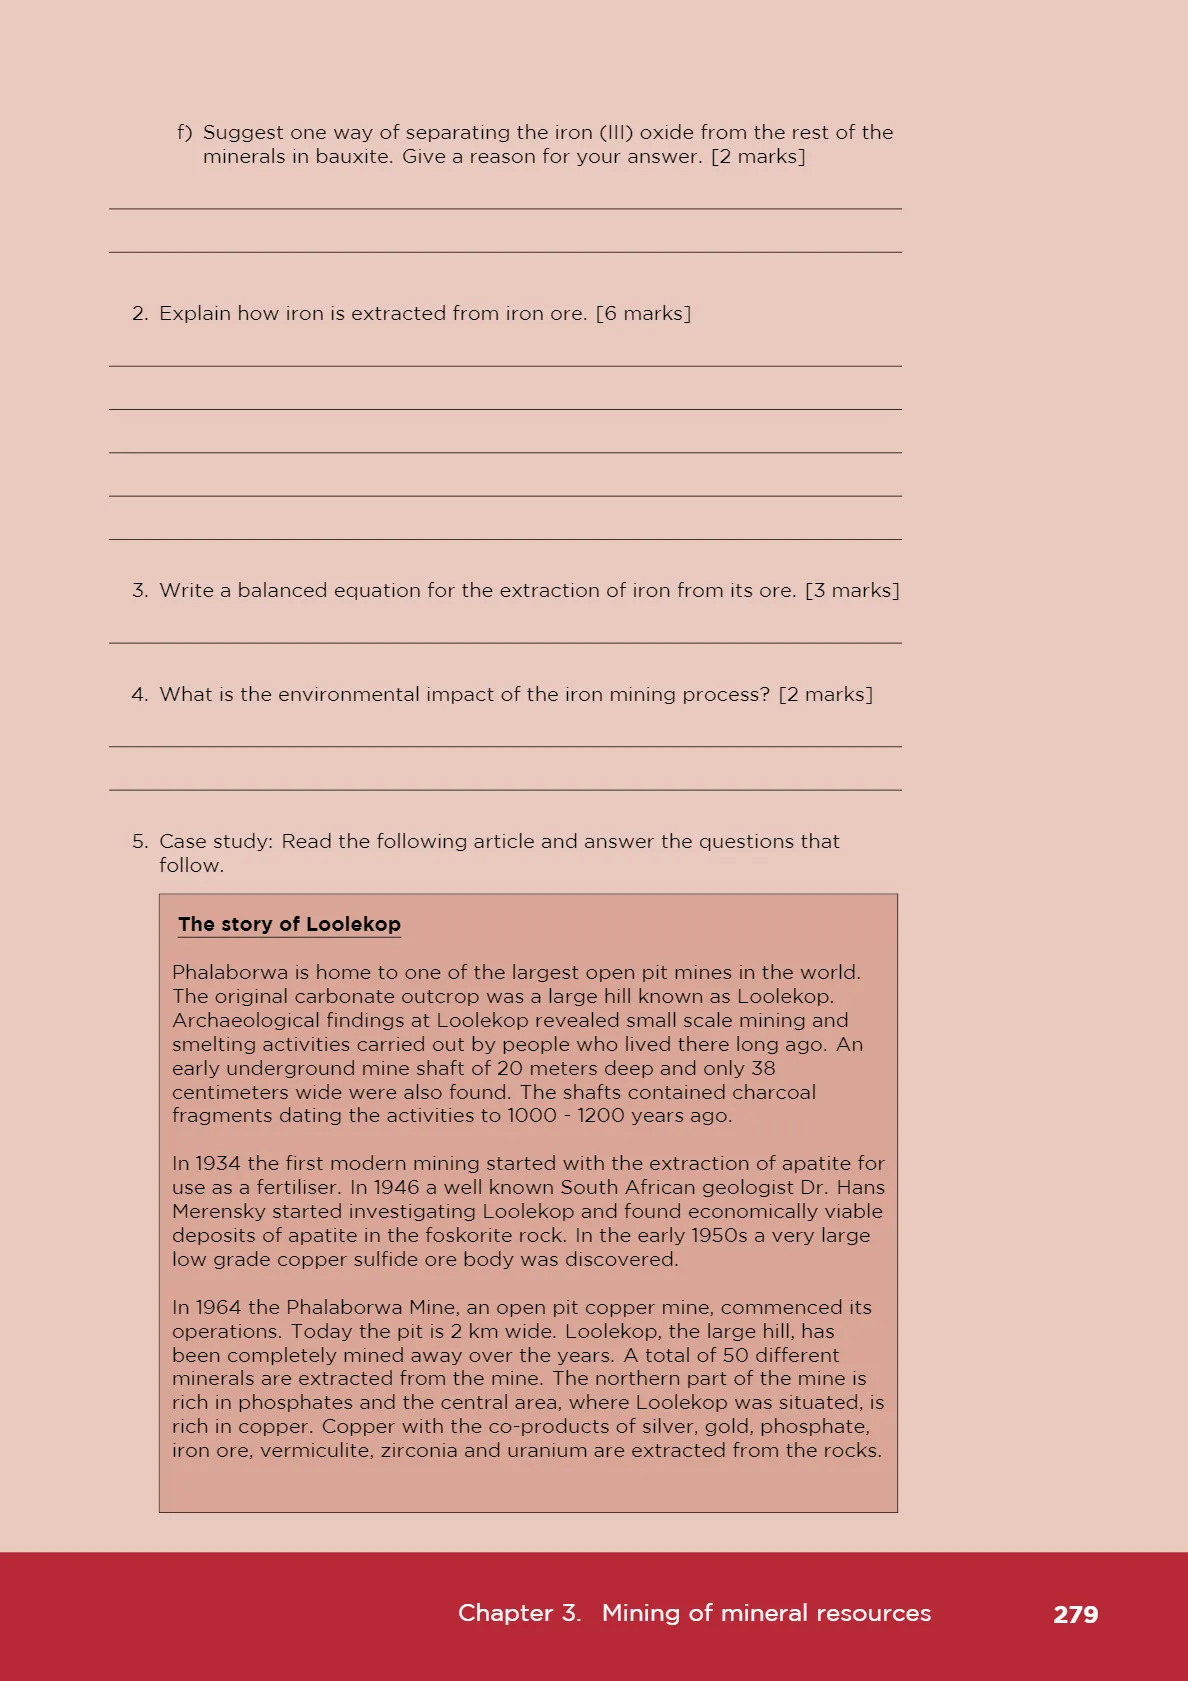 f) Suggest one way of separating the iron (III) oxide from the rest of the
minerals in bauxite. Give a reason for your answer. [2 marks]
2. Explain how iron is extracted from iron ore. [6 marks]
3. Write a balanced equation for the extraction of iron from its ore. [3 marks]
4. What is the environmental impact of the iron mining process? [2 marks]
5. Case study: Read the following article and answer the questions that
follow.
The story of Loolekop
Phalaborwa is home to one of the largest open pit mines in the world.
The original carbonate outcrop was a large hill known as Loolekop.
Archaeological findings at Loolekop revealed small scale mining and
smelting activities carried out by people who lived there long ago. An
early underground mine shaft of 20 meters deep and only 38
centimeters wide were also found. The shafts contained charcoal
fragments dating the activities to 1000 - 1200 years ago.
In 1934 the first modern mining started with the extraction of apatite for
use as a fertiliser. In 1946 a well known South African geologist Dr. Hans
Merensky started investigating Loolekop and found economically viable
deposits of apatite in the foskorite rock. In the early 1950s a very large
low grade copper sulfide ore body was discovered.
In 1964 the Phalaborwa Mine, an open pit copper mine, commenced its
operations. Today the pit is 2 km wide. Loolekop, the large hill, has
been completely mined away over the years. A total of 50 different
minerals are extracted from the mine. The northern part of the mine is
rich in phosphates and the central area, where Loolekop was situated, is
rich in copper. Copper with the co-products of silver, gold, phosphate,
iron ore, vermiculite, zirconia and uranium are extracted from the rocks.
Chapter 3. Mining of mineral resources 279